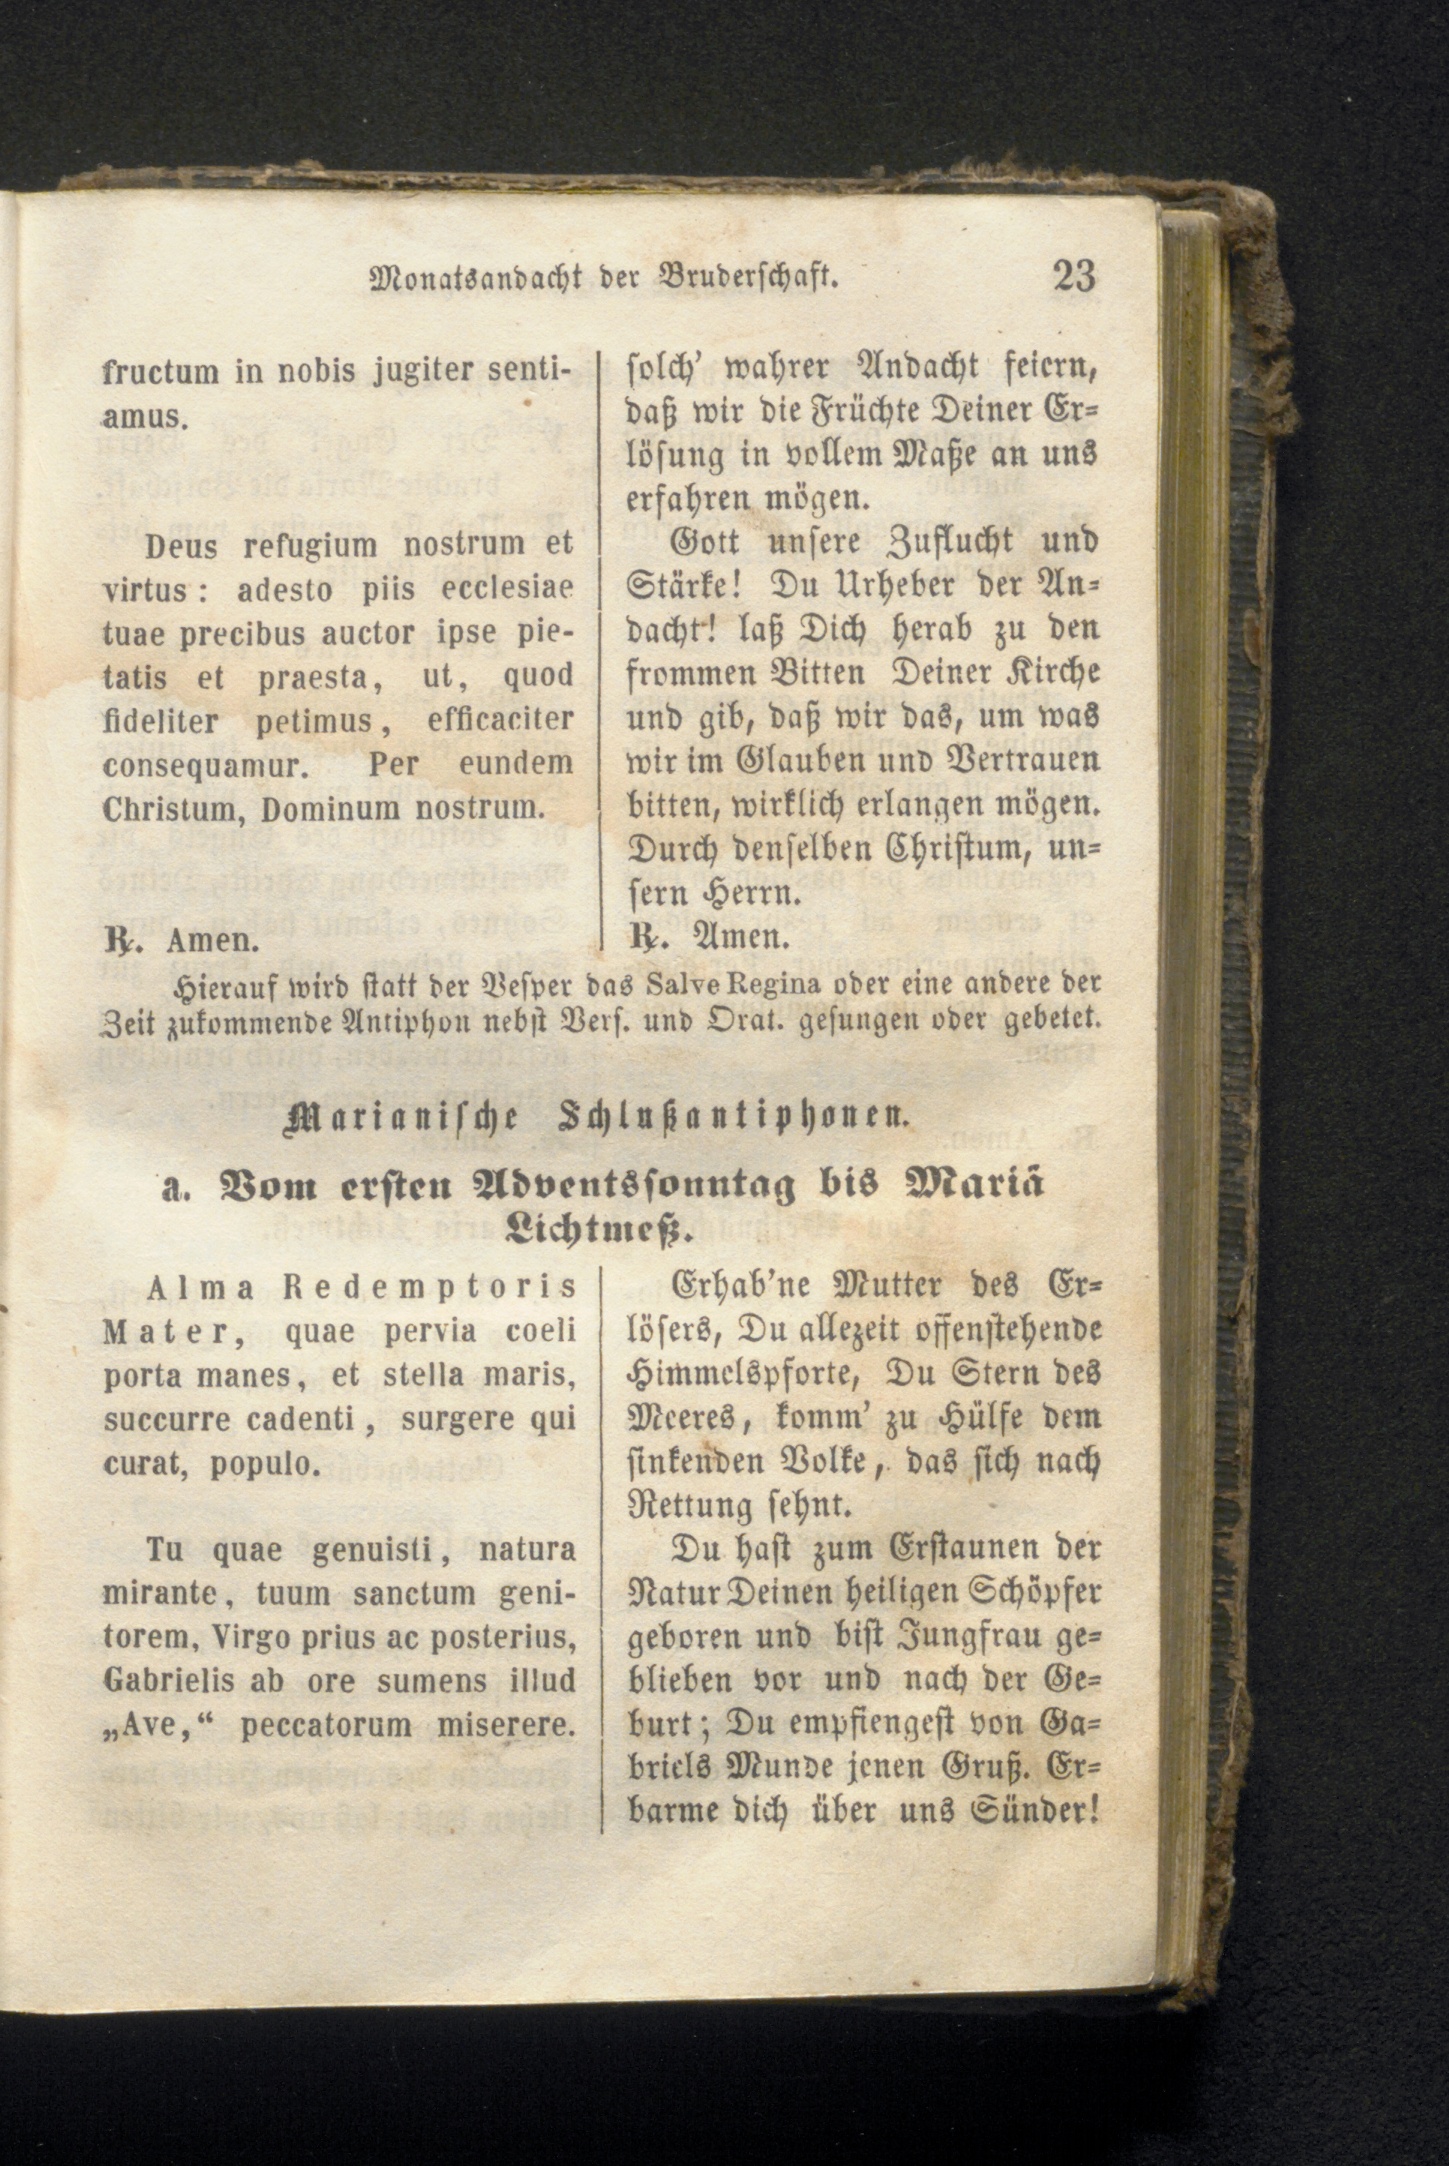 Monatsandacht der Bruderschaft. 23
fructum in nobis jugiter senti-
amus.
Deus refugium nostrum et
virtus : adesto piis ecclesiae
tuae precibus auctor ipse pie-
tatis et praesta, ut, quod
fideliter petimus, efficaciter
consequamur. Per eundem
Christum, Dominum nostrum.
℟. Amen.
solch' wahrer Andacht feiern,
daß wir die Früchte Deiner Er-
lösung in vollem Maße an uns
erfahren mögen.
Gott unsere Zuflucht und
Stärke! Du Urheber der An-
dacht! laß Dich herab zu den
frommen Bitten Deiner Kirche
und gib, daß wir das, um was
wir im Glauben und Vertrauen
bitten, wirklich erlangen mögen.
Durch denselben Christum, un-
sern Herrn.
℟. Amen.
Hierauf wird statt der Vesper das Salve Regina oder eine andere der
Zeit zukommende Antiphon nebst Vers. und Orat. gesungen oder gebetet.
Marianische Schlußantiphonen.
a. Vom ersten Adventssonntag bis Mariä
Lichtmeß.
Alma Redemptoris
Mater, quae pervia coeli
porta manes, et stella maris,
succurre cadenti, surgere qui
curat, populo.
Tu quae genuisti, natura
mirante, tuum sanctum geni-
torem, Virgo prius ac posterius,
Gabrielis ab ore sumens illud
„Ave,“ peccatorum miserere.
Erhab'ne Mutter des Er-
lösers, Du allezeit offenstehende
Himmelspforte, Du Stern des
Meeres, komm' zu Hülfe dem
sinkenden Volke, das sich nach
Rettung sehnt.
Du hast zum Erstaunen der
Natur Deinen heiligen Schöpfer
geboren und bist Jungfrau ge-
blieben vor und nach der Ge-
burt; Du empfiengest von Ga-
briels Munde jenen Gruß. Er-
barme dich über uns Sünder!